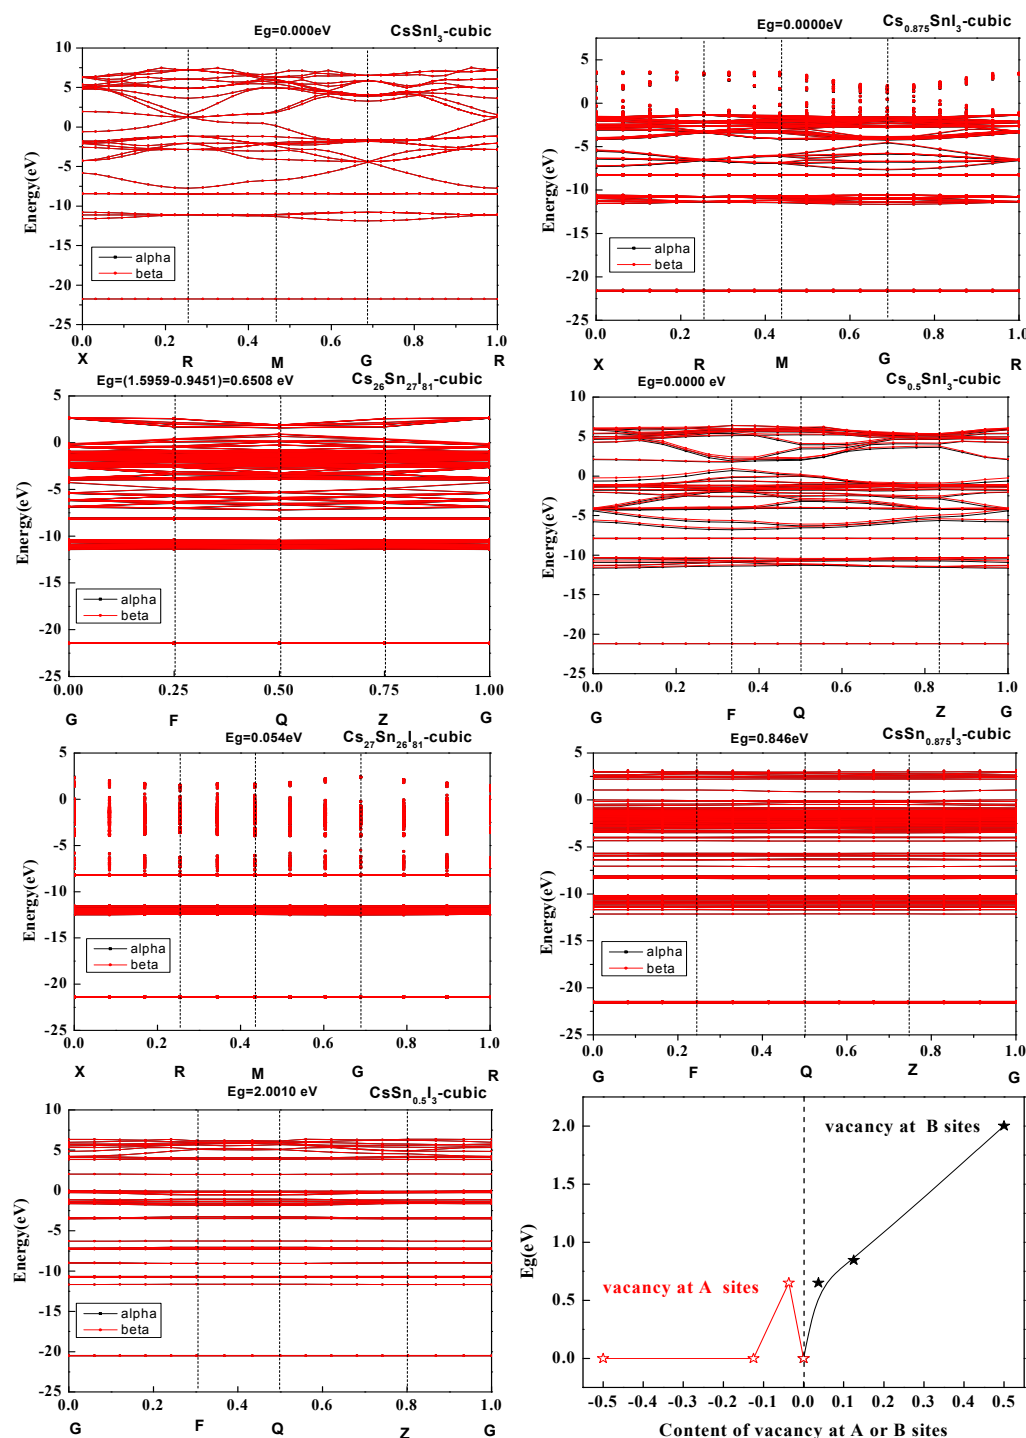 Eg=0.000eV CsSnI3-cubic
10
5
0
-5
-10
-15
-20
-25
Energy(eV)
alpha
beta
0.0 0.2 0.4 0.6 0.8 1.0
X R M G R
Eg=0.0000eV Cs0.875SnI3-cubic
5
0
-5
-10
-15
-20
-25
Energy(eV)
alpha
beta
0.0 0.2 0.4 0.6 0.8 1.0
X R M G R
Eg=(1.5959-0.9451)=0.6508 eV Cs26Sn27I81-cubic
5
0
-5
-10
-15
-20
-25
Energy(eV)
alpha
beta
0.00 0.25 0.50 0.75 1.00
G F Q Z G
Eg=0.0000 eV Cs0.5SnI3-cubic
10
5
0
-5
-10
-15
-20
-25
Energy(eV)
alpha
beta
0.0 0.2 0.4 0.6 0.8 1.0
G F Q Z G
Eg=0.054eV Cs27Sn26I81-cubic
5
0
-5
-10
-15
-20
-25
Energy(eV)
alpha
beta
0.0 0.2 0.4 0.6 0.8 1.0
X R M G R
Eg=0.846eV CsSn0.875I3-cubic
5
0
-5
-10
-15
-20
-25
Energy(eV)
alpha
beta
0.0 0.2 0.4 0.6 0.8 1.0
G F Q Z G
Eg=2.0010 eV CsSn0.5I3-cubic
10
5
0
-5
-10
-15
-20
-25
Energy(eV)
alpha
beta
0.0 0.2 0.4 0.6 0.8 1.0
G F Q Z G
vacancy at B sites
vacancy at A sites
2.0
1.5
1.0
0.5
0.0
Eg(eV)
-0.5 -0.4 -0.3 -0.2 -0.1 0.0 0.1 0.2 0.3 0.4 0.5
Content of vacancy at A or B sites